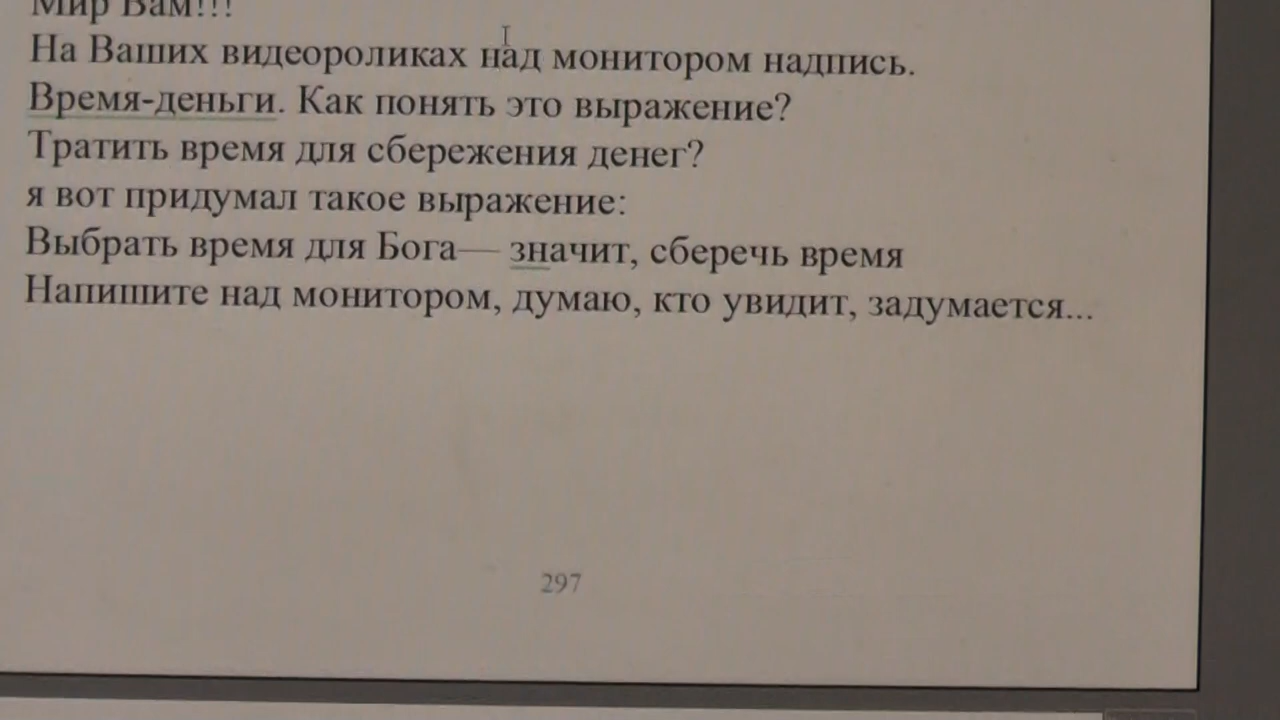 Мир Вам!!!
На Ваших видеороликах над монитором надпись.
Время-деньги. Как понять это выражение?
Тратить время для сбережения денег?
я вот придумал такое выражение:
Выбрать время для Бога— значит, сберечь время
Напишите над монитором, думаю, кто увидит, задумается...
297